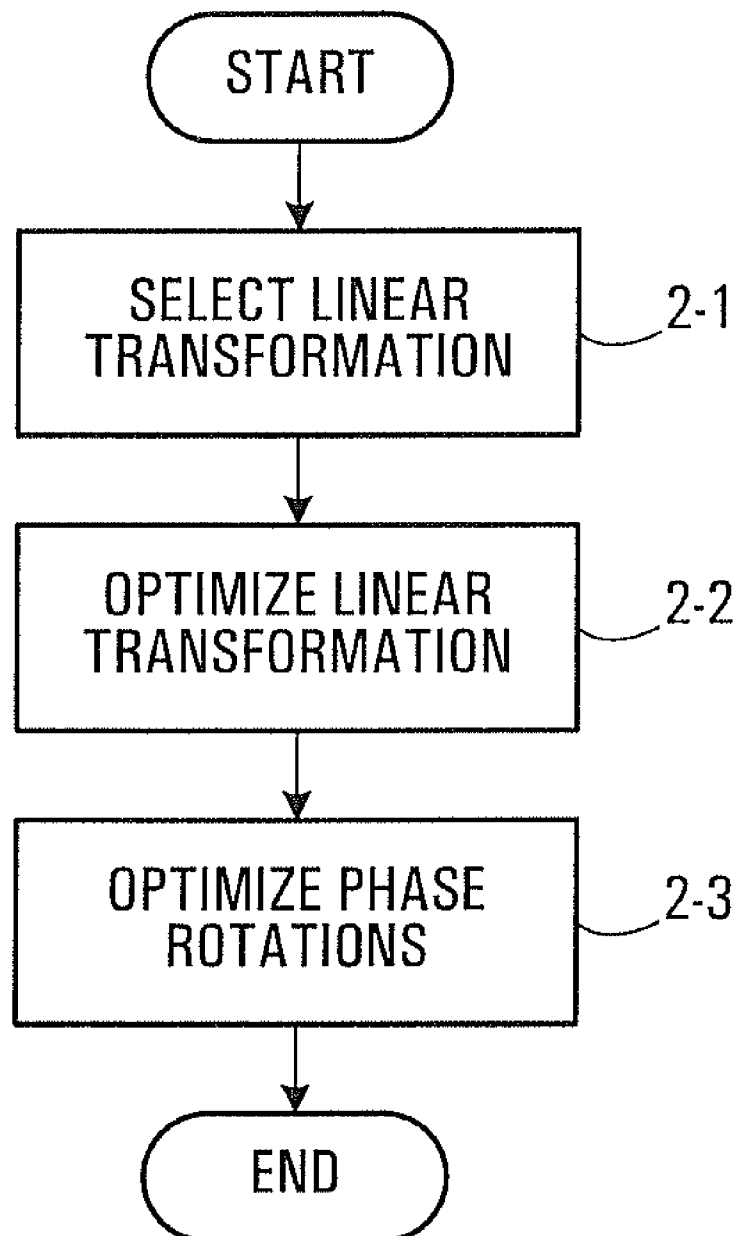 START
SELECT LINEAR
TRANSFORMATION
2-1
OPTIMIZE LINEAR
TRANSFORMATION
2-2
OPTIMIZE PHASE
ROTATIONS
2-3
END